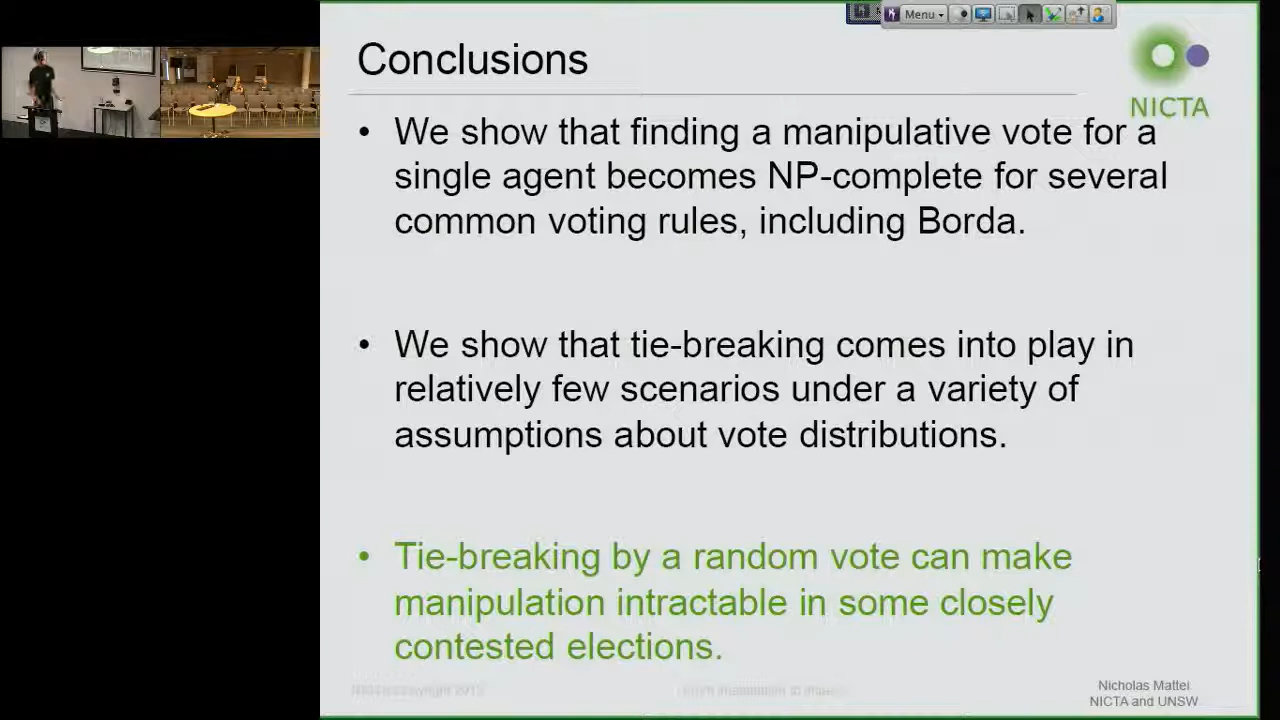 Menu
Conclusions
NICTA
• We show that finding a manipulative vote for a
single agent becomes NP-complete for several
common voting rules, including Borda.
• We show that tie-breaking comes into play in
relatively few scenarios under a variety of
assumptions about vote distributions.
• Tie-breaking by a random vote can make
manipulation intractable in some closely
contested elections.
Nicholas Mattei
NICTA and UNSW